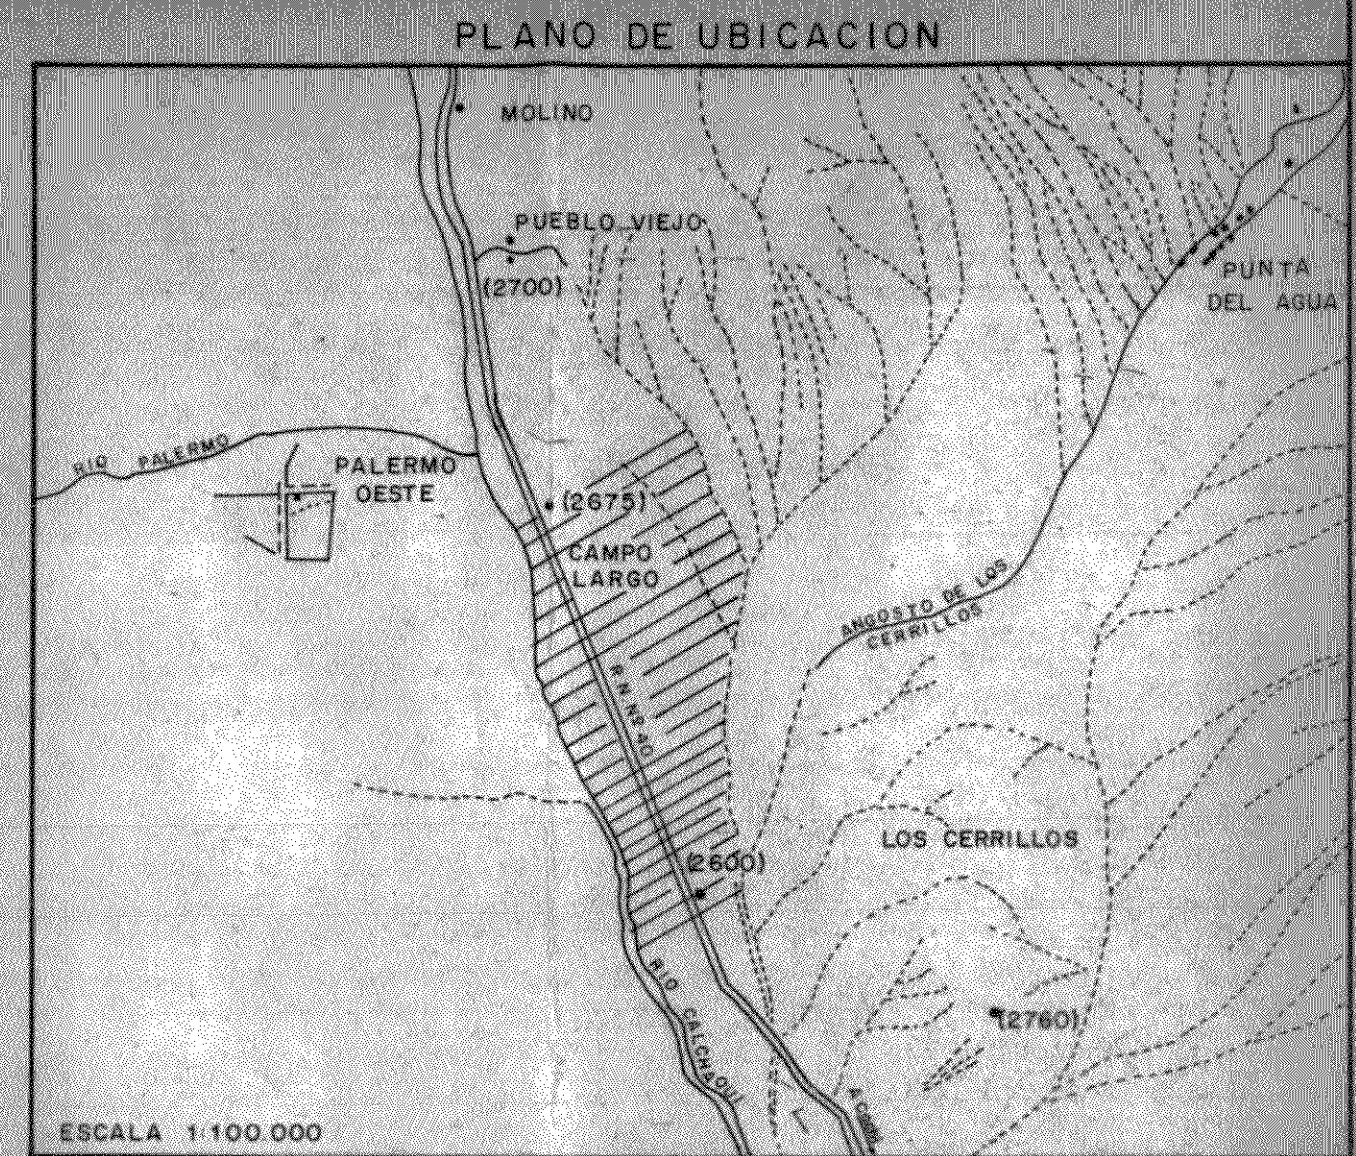 PLANO DE UBICACION
MOLINO
PUEBLO VIEJO
(2700)
PUNTA
DEL AGUA
RIO PALERMO
PALERMO
OESTE
(2675)
CAMPO
LARGO
ANGOSTO DE LOS
CERRILLOS
R N Nº 40
LOS CERRILLOS
(2600)
RIO CALCHAQUI
(2760)
ESCALA 1:100.000